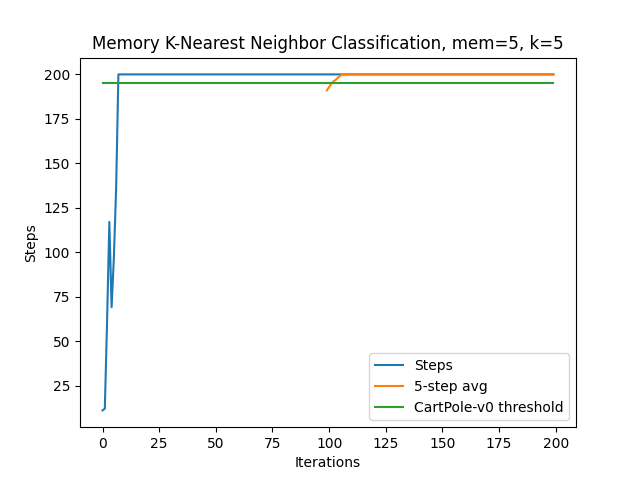 Memory K-Nearest Neighbor Classification, mem=5, k=5
200
175
150
125
100
75
50
25
Steps
0
25
50
75
100
125
150
175
200
Iterations
Steps
5-step avg
CartPole-v0 threshold